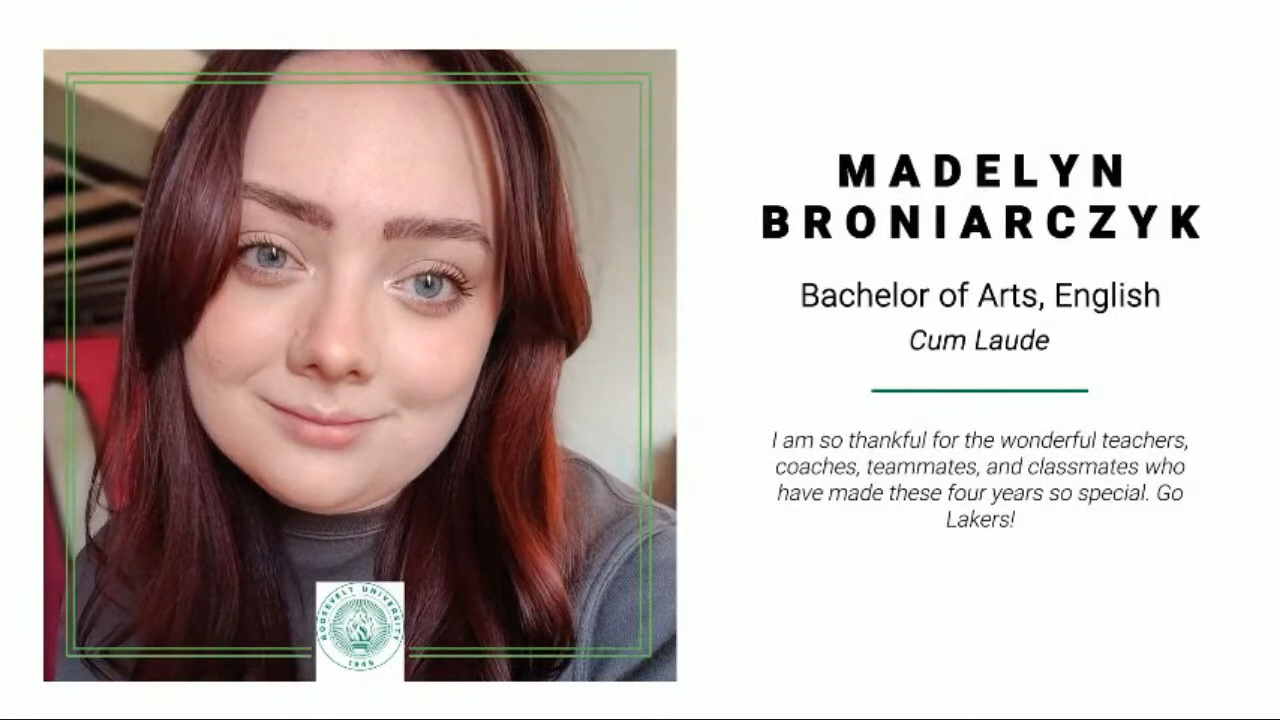 MADELYN
BRONIARCZYK
Bachelor of Arts, English
Cum Laude
I am so thankful for the wonderful teachers,
coaches, teammates, and classmates who
have made these four years so special. Go
Lakers!
ROOSEVELT UNIVERSITY
1945